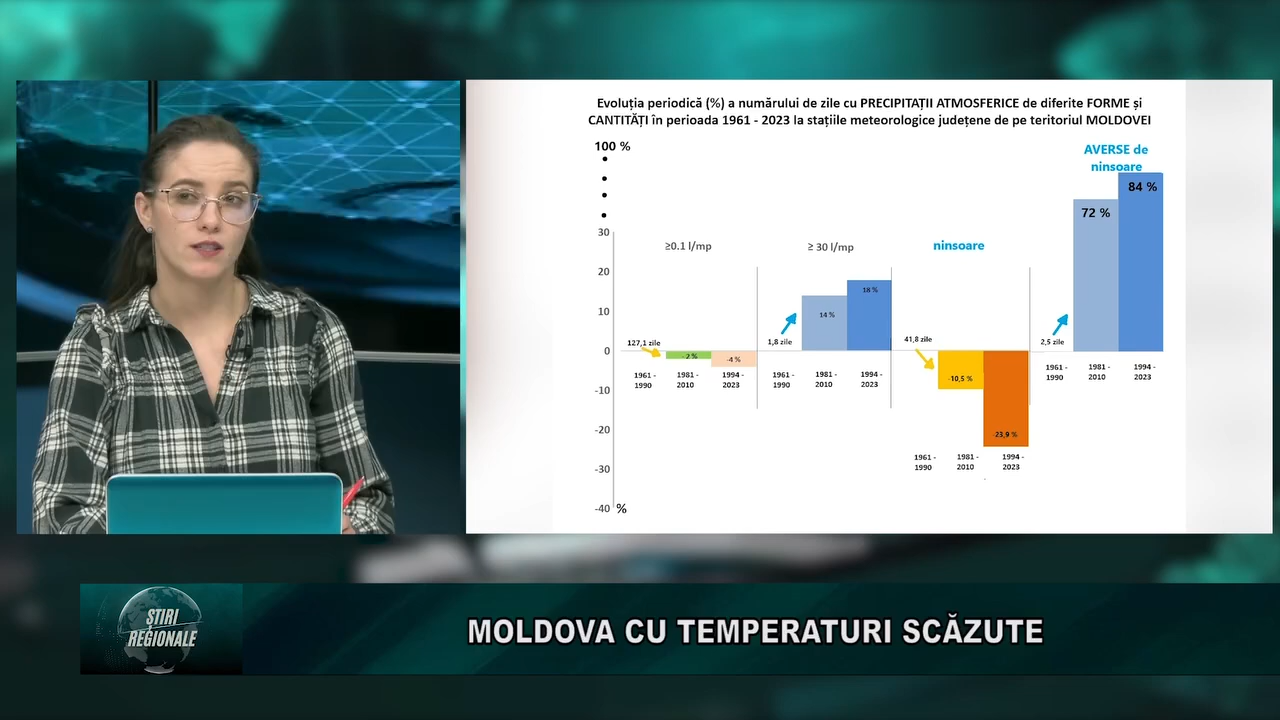 Evoluția periodică (%) a numărului de zile cu PRECIPITAȚII ATMOSFERICE de diferite FORME și
CANTITĂȚI în perioada 1961 - 2023 la stațiile meteorologice județene de pe teritoriul MOLDOVEI
100 %
AVERSE de
ninsoare
84 %
72 %
30
≥0.1 l/mp
≥ 30 l/mp
ninsoare
20
18 %
10
14 %
127,1 zile
1,8 zile
41,8 zile
2,5 zile
0
- 2 %
-4 %
1961 -
1990
1981 -
2010
1994 -
2023
1961 -
1990
1981 -
2010
1994 -
2023
-10,5 %
1961 -
1990
1981 -
2010
1994 -
2023
-10
-20
-23,9 %
1961 -
1990
1981 -
2010
1994 -
2023
-30
-40 %
ȘTIRI
REGIONALE
MOLDOVA CU TEMPERATURI SCĂZUTE